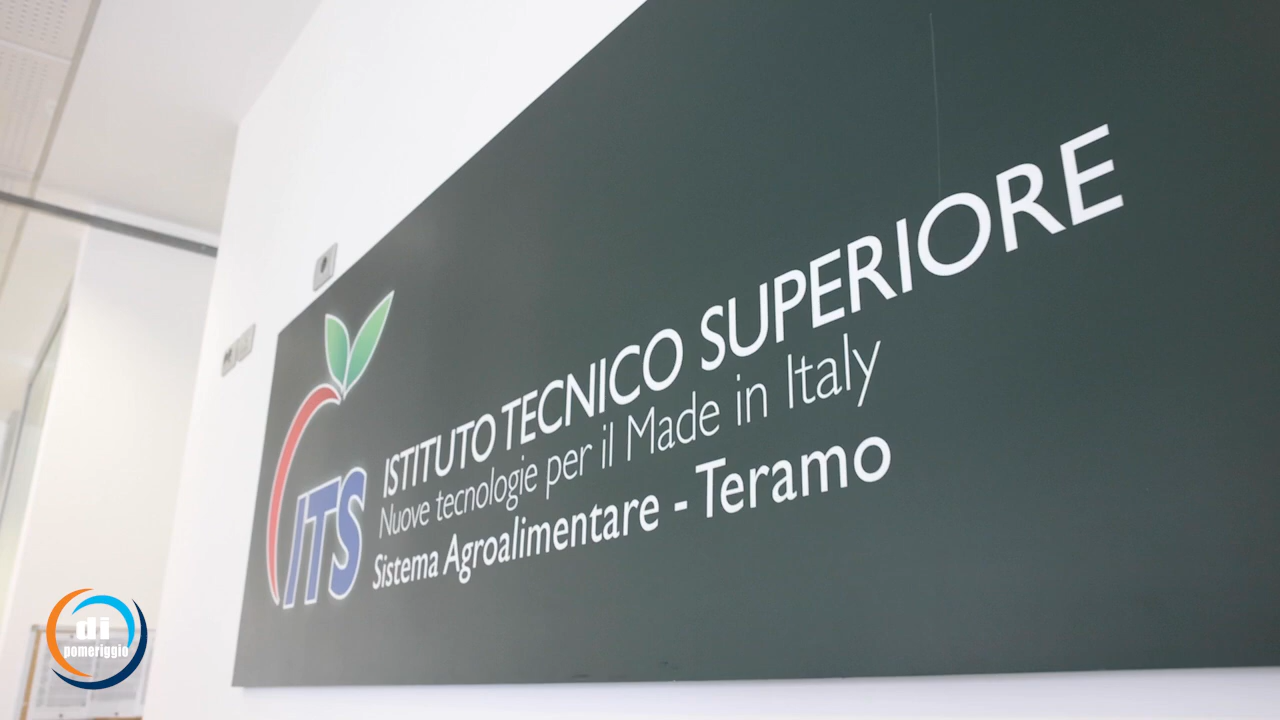 ITS
ISTITUTO TECNICO SUPERIORE
Nuove tecnologie per il Made in Italy
Sistema Agroalimentare - Teramo
di
pomeriggio